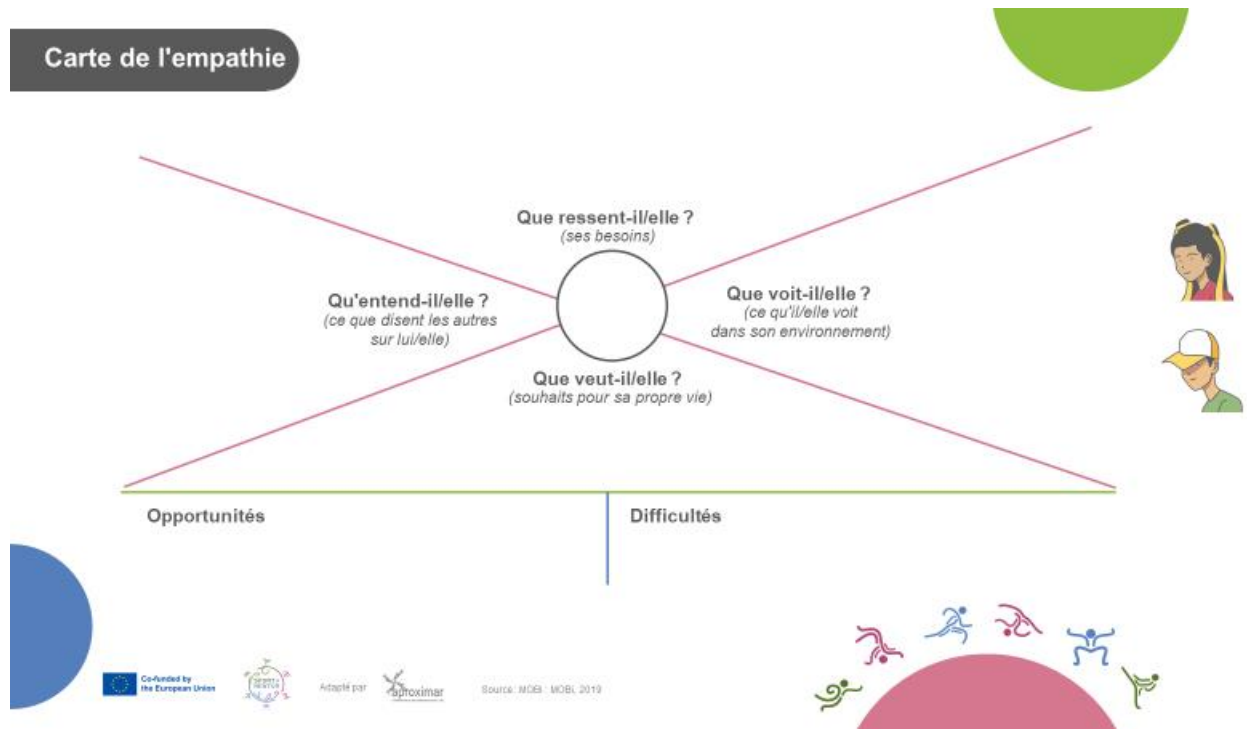 Carte de l'empathie
Que ressent-il/elle ?
(ses besoins)
Qu'entend-il/elle ?
(ce que disent les autres
sur lui/elle)
Que voit-il/elle ?
(ce qu'il/elle voit
dans son environnement)
Que veut-il/elle ?
(souhaits pour sa propre vie)
Opportunités
Difficultés
Co-funded by
the European Union
Adapté par
aproximar
Source: MOBI : MOBI, 2019